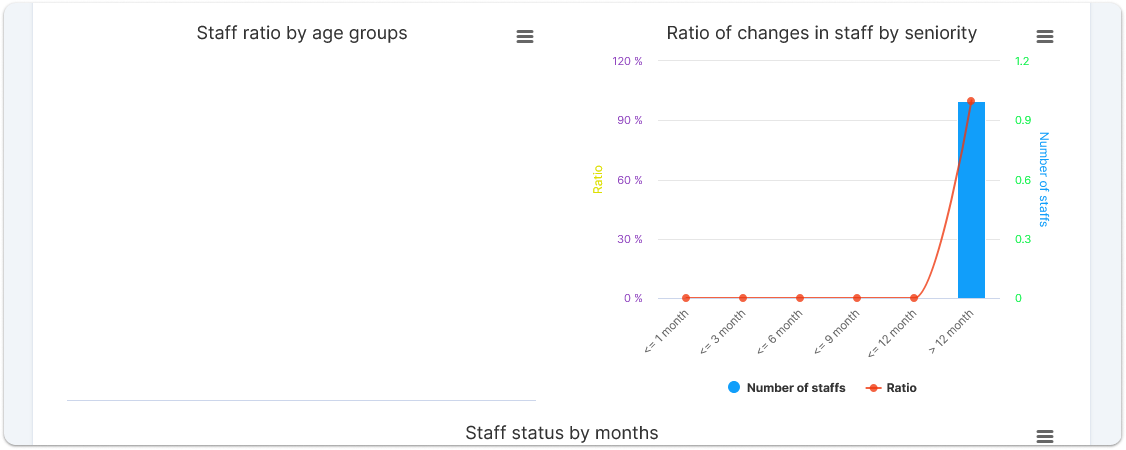 Staff ratio by age groups
Ratio of changes in staff by seniority
120 %
90 %
60 %
30 %
0 %
Ratio
1.2
0.9
0.6
0.3
0
Number of staffs
<= 1 month
<= 3 month
<= 6 month
<= 9 month
<= 12 month
> 12 month
Number of staffs
Ratio
Staff status by months